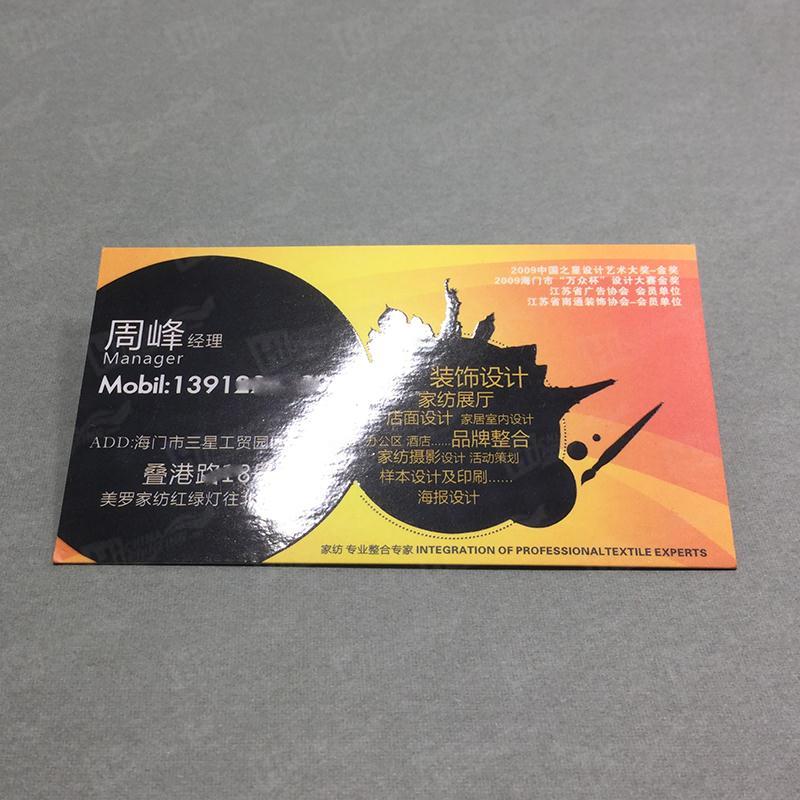 2009中国之星设计艺术大奖-金奖
2009海门市“万众杯”设计大赛金奖
江苏省广告协会 会员单位
江苏省南通装饰协会-会员单位
周峰 经理
Manager
Mobil:13912
ADD:海门市三星工贸园
叠港路18
美罗家纺红绿灯往
装饰设计
家纺展厅
店面设计 家居室内设计
办公区 酒店......品牌整合
家纺摄影设计 活动策划
样本设计及印刷......
海报设计
家纺 专业整合专家 INTEGRATION OF PROFESSIONALTEXTILE EXPERTS